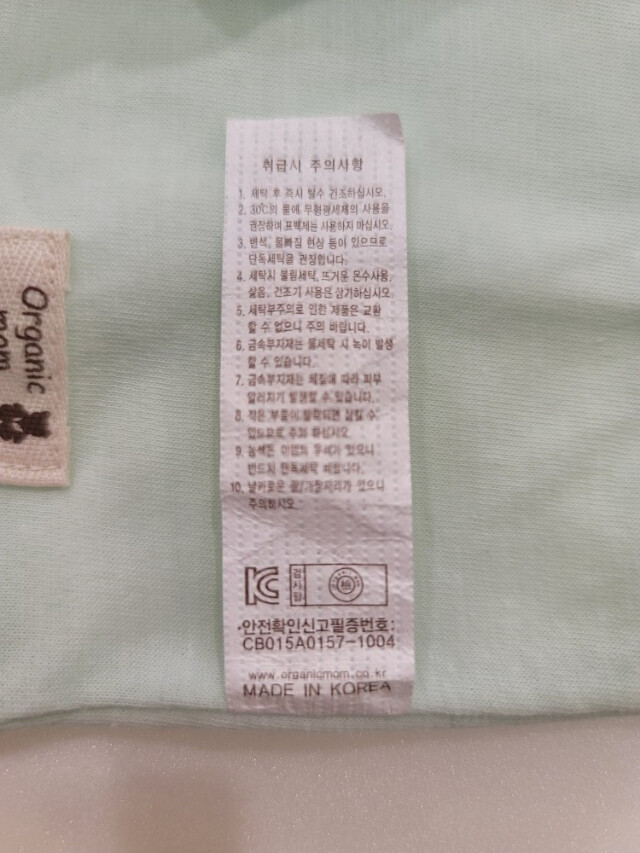 취급시 주의사항
1. 세탁 후 즉시 탈수 건조하십시오.
2. 30℃의 물에 무형광세제의 사용을
권장하며 표백제는 사용하지 마십시오.
3. 변색, 물빠짐 현상 등이 있으므로
단독세탁을 권장합니다.
4. 세탁시 불림세탁, 뜨거운 온수사용,
삶음, 건조기 사용은 삼가하십시오
5. 세탁부주의로 인한 제품은 교환
할 수 없으니 주의 바랍니다.
6. 금속부자재는 물세탁 시 녹이 발생
할 수 있습니다.
7. 금속부자재는 체질에 따라 피부
알러지가 발생할 수 있습니다.
8. 작은 부품이 탈락되면 삼킬 수
있으므로 주의 하십시오.
9. 농색은 이염의 우려가 있으니
반드시 단독세탁 바랍니다.
10. 날카로운 끝/가장자리가 있으니
주의하시오.
KC 검사필 檢
·안전확인신고필증번호:
CB015A0157-1004
www.organicmom.co.kr
MADE IN KOREA
Organic
mom